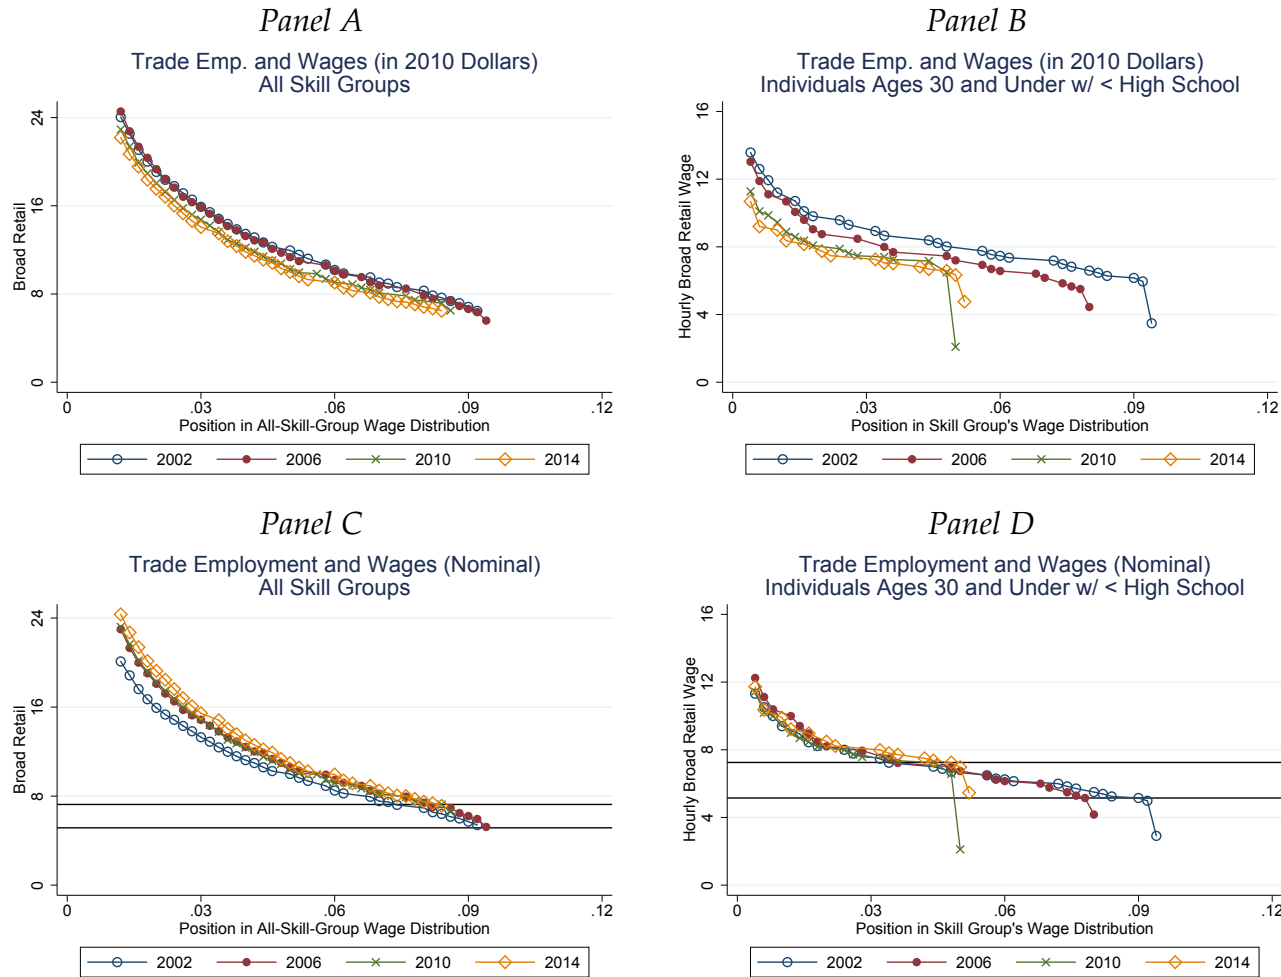 Panel A
Trade Emp. and Wages (in 2010 Dollars)
All Skill Groups
Broad Retail
24
16
8
0
0
.03
.06
.09
.12
Position in All-Skill-Group Wage Distribution
2002
2006
2010
2014
Panel B
Trade Emp. and Wages (in 2010 Dollars)
Individuals Ages 30 and Under w/ < High School
Hourly Broad Retail Wage
16
12
8
4
0
0
.03
.06
.09
.12
Position in Skill Group's Wage Distribution
2002
2006
2010
2014
Panel C
Trade Employment and Wages (Nominal)
All Skill Groups
Broad Retail
24
16
8
0
0
.03
.06
.09
.12
Position in All-Skill-Group Wage Distribution
2002
2006
2010
2014
Panel D
Trade Employment and Wages (Nominal)
Individuals Ages 30 and Under w/ < High School
Hourly Broad Retail Wage
16
12
8
4
0
0
.03
.06
.09
.12
Position in Skill Group's Wage Distribution
2002
2006
2010
2014